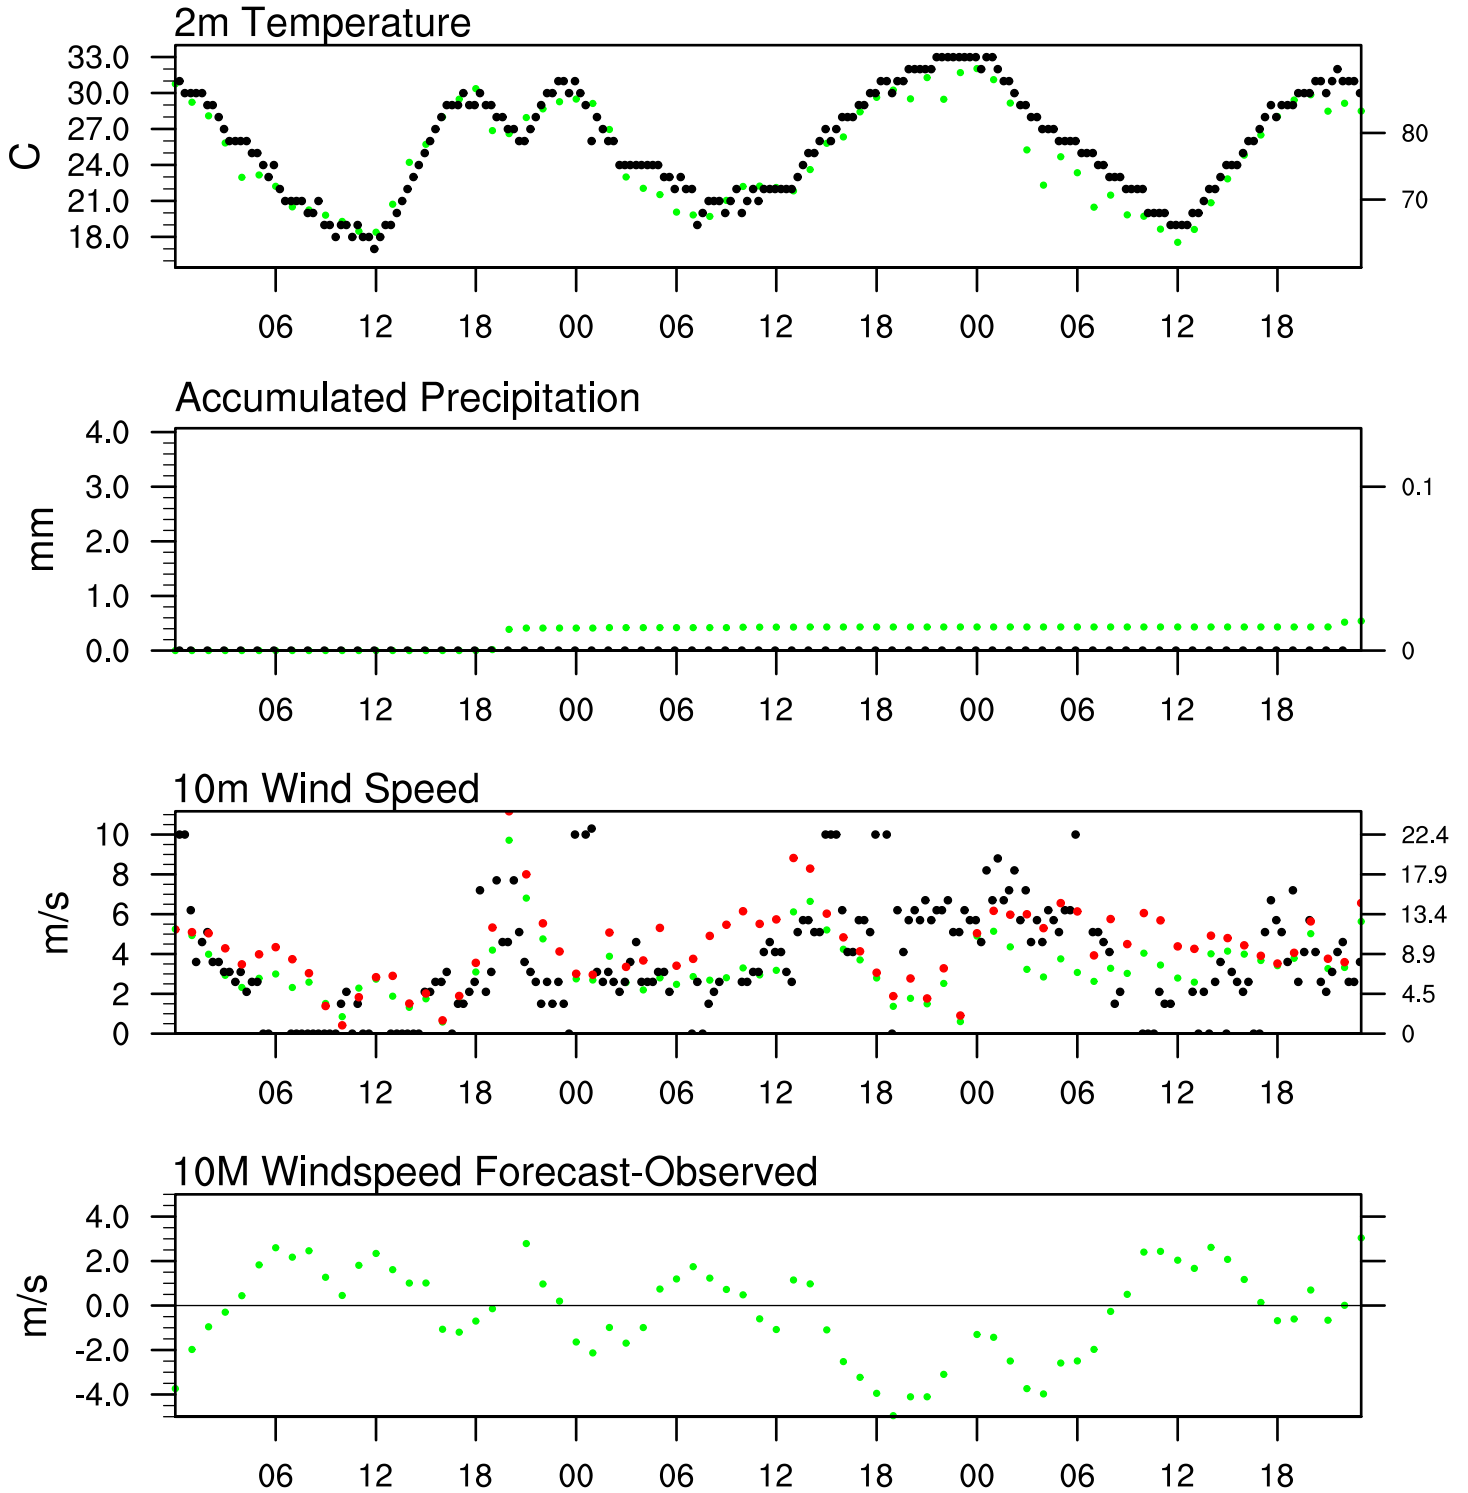 2m Temperature
33.0
30.0
27.0
24.0
21.0
18.0
C
80
70
06 12 18 00 06 12 18 00 06 12 18
Accumulated Precipitation
4.0
3.0
2.0
1.0
0.0
mm
0.1
0
06 12 18 00 06 12 18 00 06 12 18
10m Wind Speed
10
8
6
4
2
0
m/s
22.4
17.9
13.4
8.9
4.5
0
06 12 18 00 06 12 18 00 06 12 18
10M Windspeed Forecast-Observed
4.0
2.0
0.0
-2.0
-4.0
m/s
06 12 18 00 06 12 18 00 06 12 18